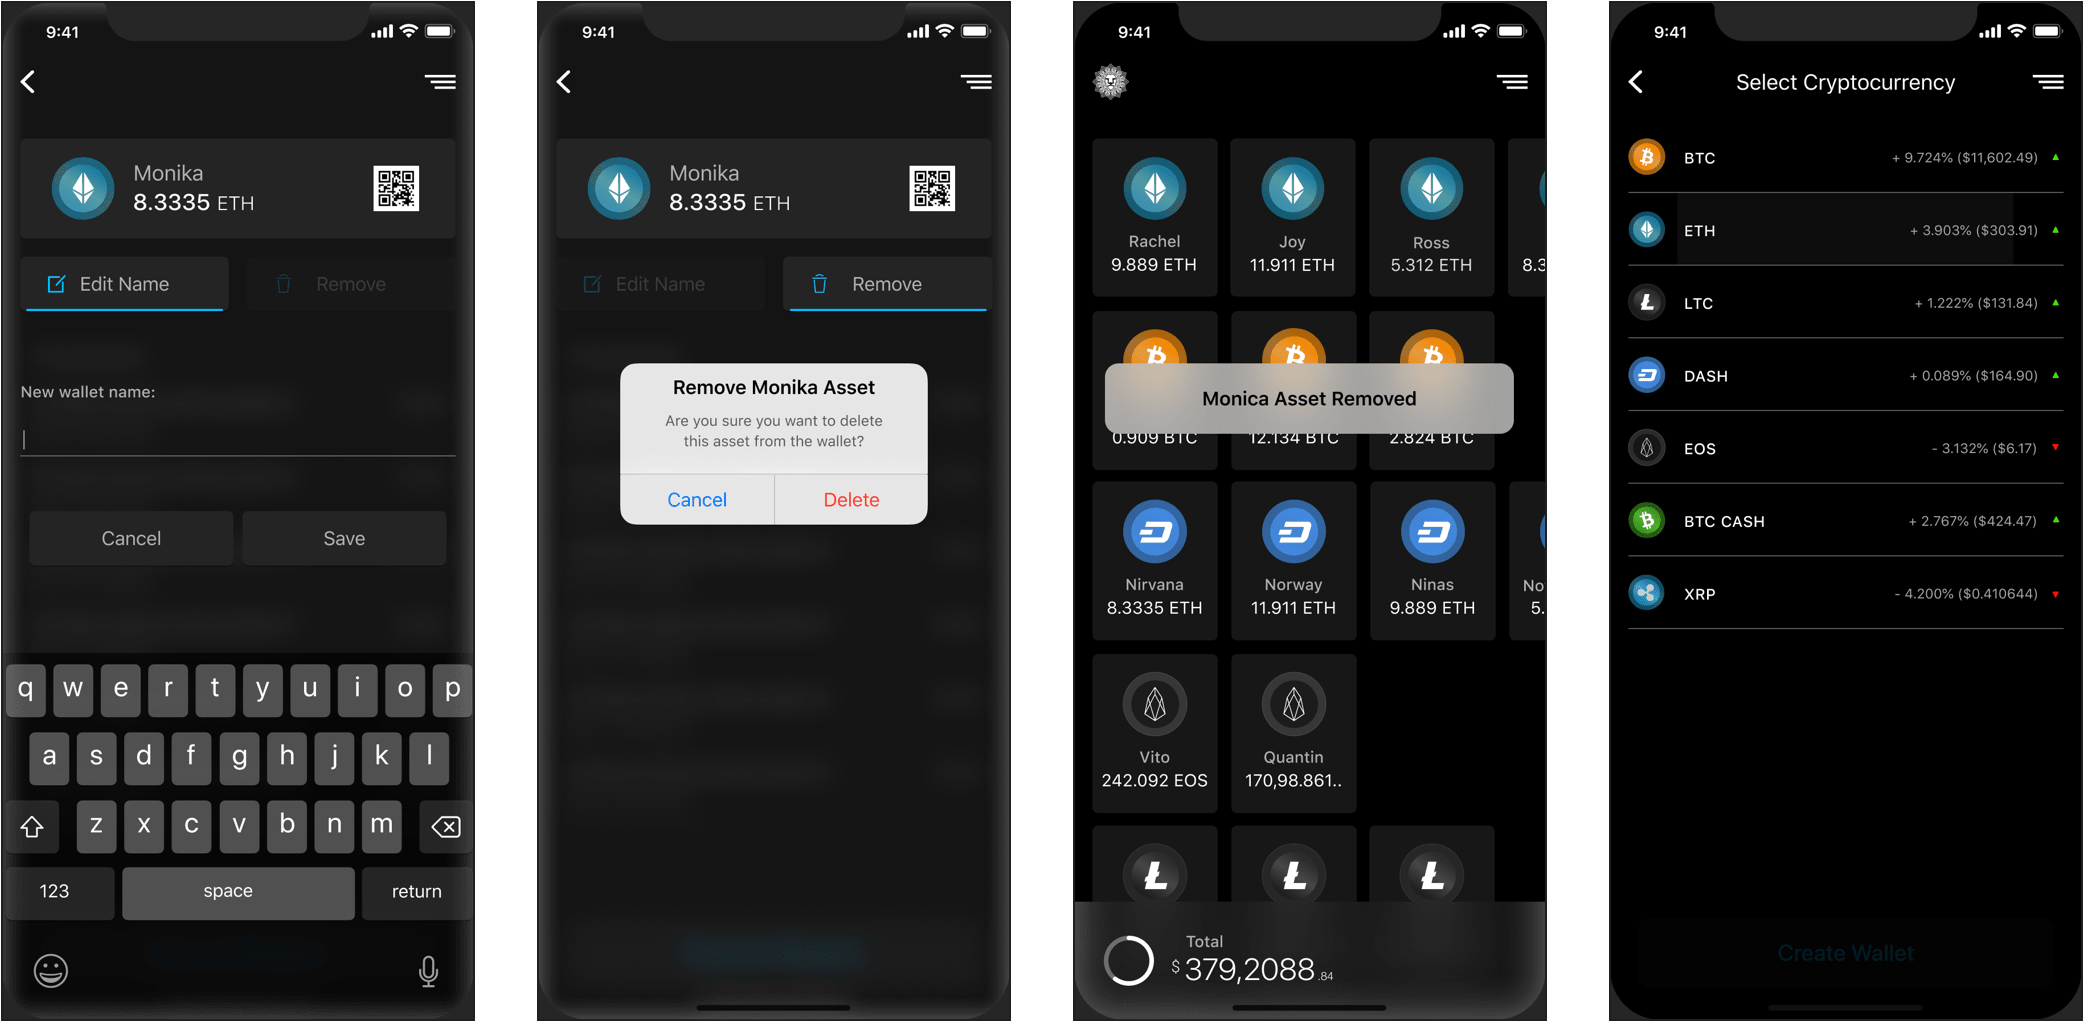 9:41
Monika
8.3335 ETH
Edit Name
Remove
New wallet name:
Cancel
Save
q w e r t y u i o p
a s d f g h j k l
z x c v b n m
123
space
return
9:41
Monika
8.3335 ETH
Edit Name
Remove
Remove Monika Asset
Are you sure you want to delete
this asset from the wallet?
Cancel
Delete
9:41
Rachel
9.889 ETH
Joy
11.911 ETH
Ross
5.312 ETH
8.3
Monica Asset Removed
0.909 BTC
12.134 BTC
2.824 BTC
Nirvana
8.3335 ETH
Norway
11.911 ETH
Ninas
9.889 ETH
No
5.
Vito
242.092 EOS
Quantin
170,98.861..
Total
$ 379,2088.84
9:41
Select Cryptocurrency
BTC
+ 9.724% ($11,602.49)
ETH
+ 3.903% ($303.91)
LTC
+ 1.222% ($131.84)
DASH
+ 0.089% ($164.90)
EOS
- 3.132% ($6.17)
BTC CASH
+ 2.767% ($424.47)
XRP
- 4.200% ($0.410644)
Create Wallet